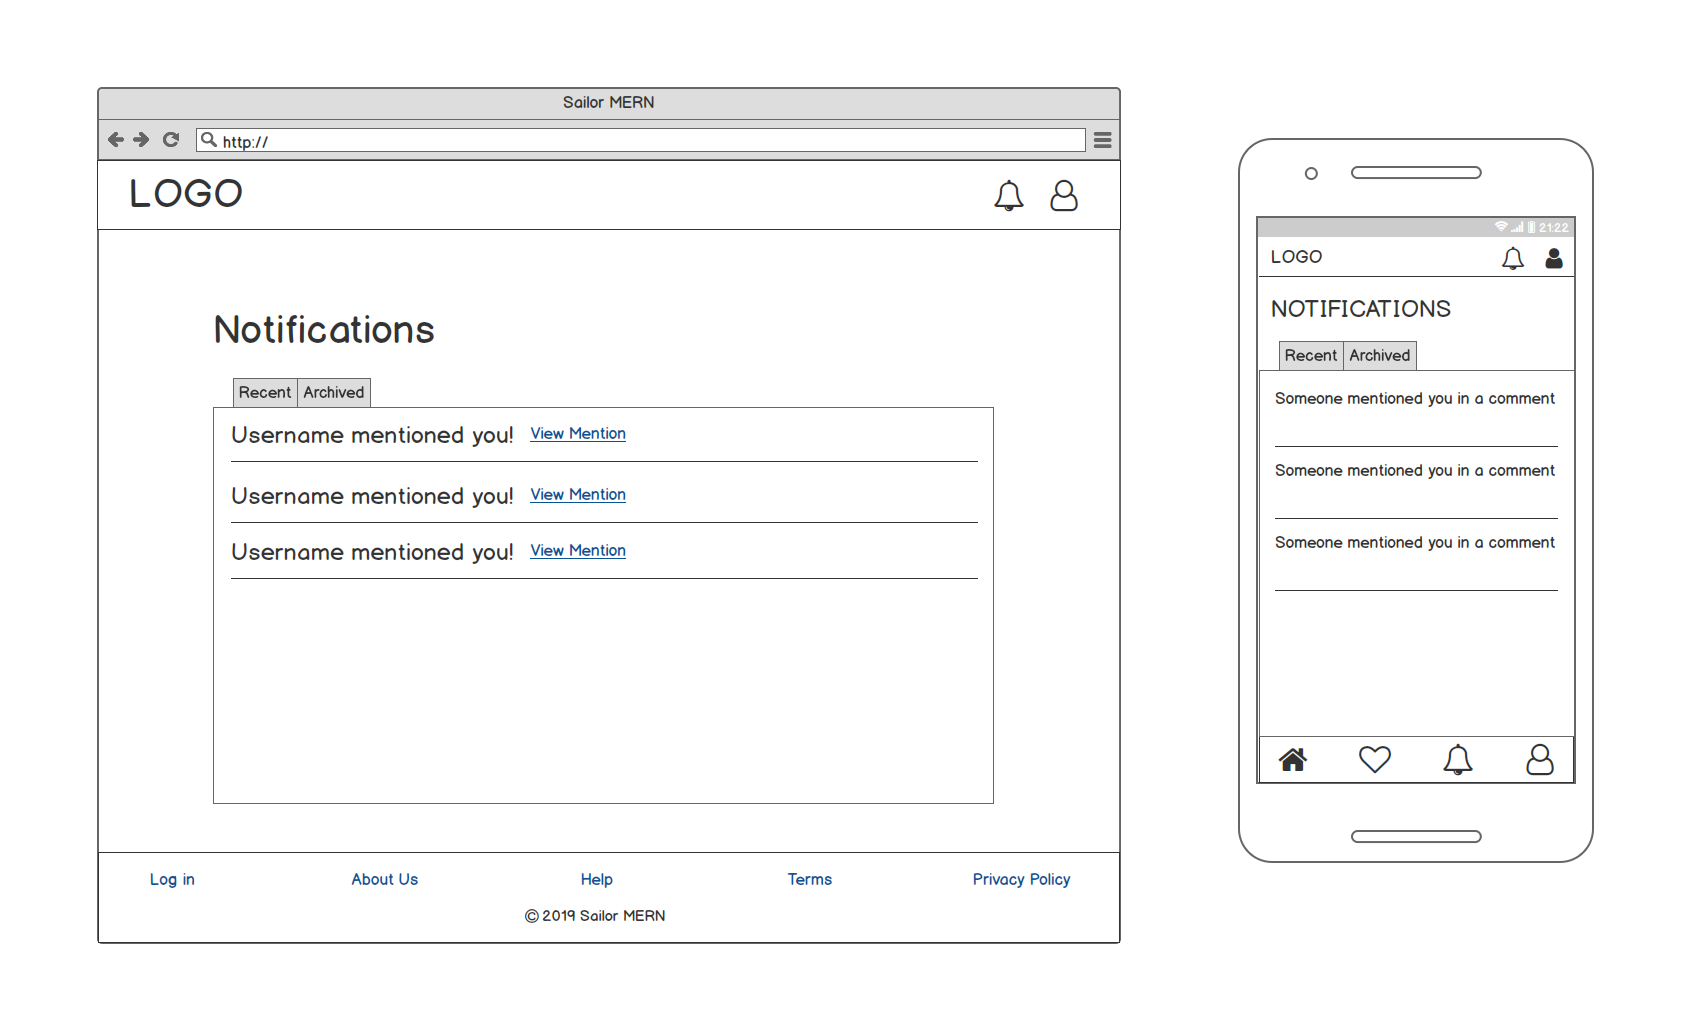 Sailor MERN
http://
LOGO
Notifications
Recent Archived
Username mentioned you! View Mention
Username mentioned you! View Mention
Username mentioned you! View Mention
Log in About Us Help Terms Privacy Policy
© 2019 Sailor MERN
21:22
LOGO
NOTIFICATIONS
Recent Archived
Someone mentioned you in a comment
Someone mentioned you in a comment
Someone mentioned you in a comment